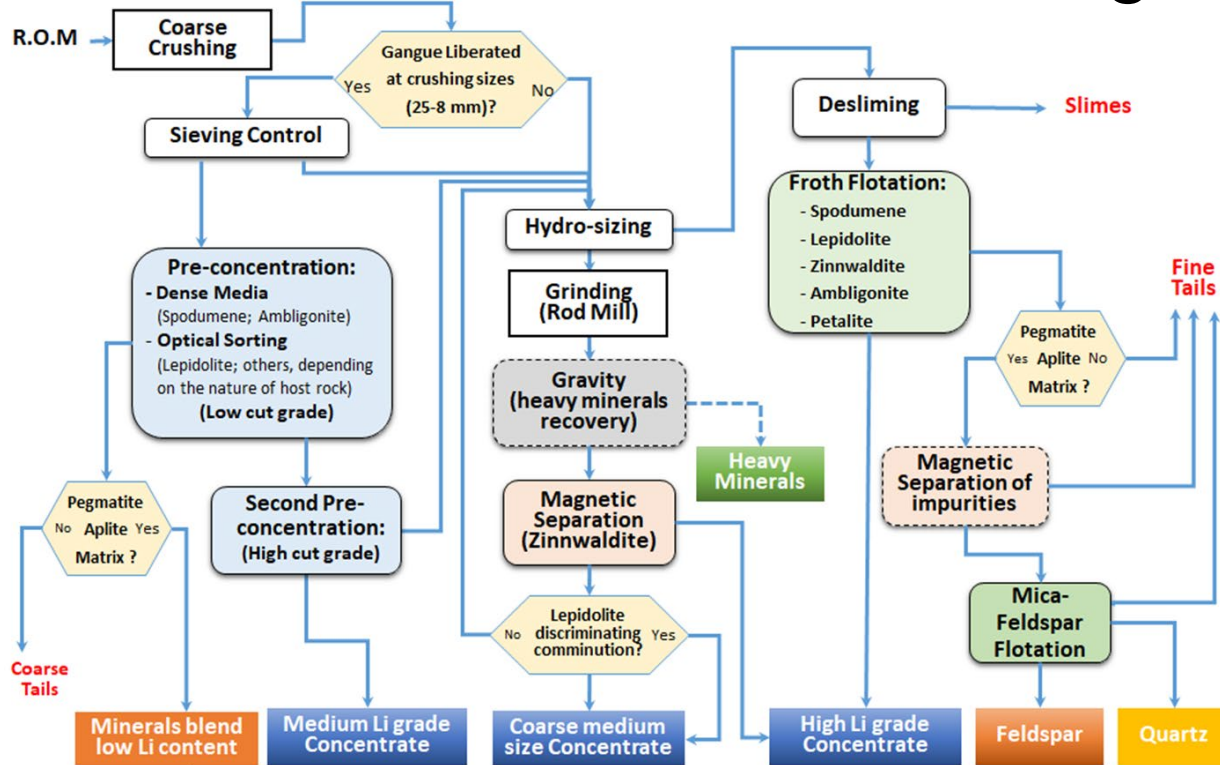 R.O.M
Coarse
Crushing
Gangue Liberated
at crushing sizes
(25-8 mm)?
Yes
No
Sieving Control
Desliming
Slimes
Froth Flotation:
- Spodumene
- Lepidolite
- Zinnwaldite
- Ambligonite
- Petalite
Hydro-sizing
Pre-concentration:
- Dense Media
(Spodumene; Ambligonite)
- Optical Sorting
(Lepidolite; others, depending
on the nature of host rock)
(Low cut grade)
Grinding
(Rod Mill)
Fine
Tails
Pegmatite
Yes Aplite No
Matrix ?
Gravity
(heavy minerals
recovery)
Heavy
Minerals
Magnetic
Separation of
impurities
Pegmatite
No Aplite Yes
Matrix ?
Second Pre-
concentration:
(High cut grade)
Magnetic
Separation
(Zinnwaldite)
Mica-
Feldspar
Flotation
Lepidolite
No discriminating Yes
comminution?
Coarse
Tails
Minerals blend
low Li content
Medium Li grade
Concentrate
Coarse medium
size Concentrate
High Li grade
Concentrate
Feldspar
Quartz